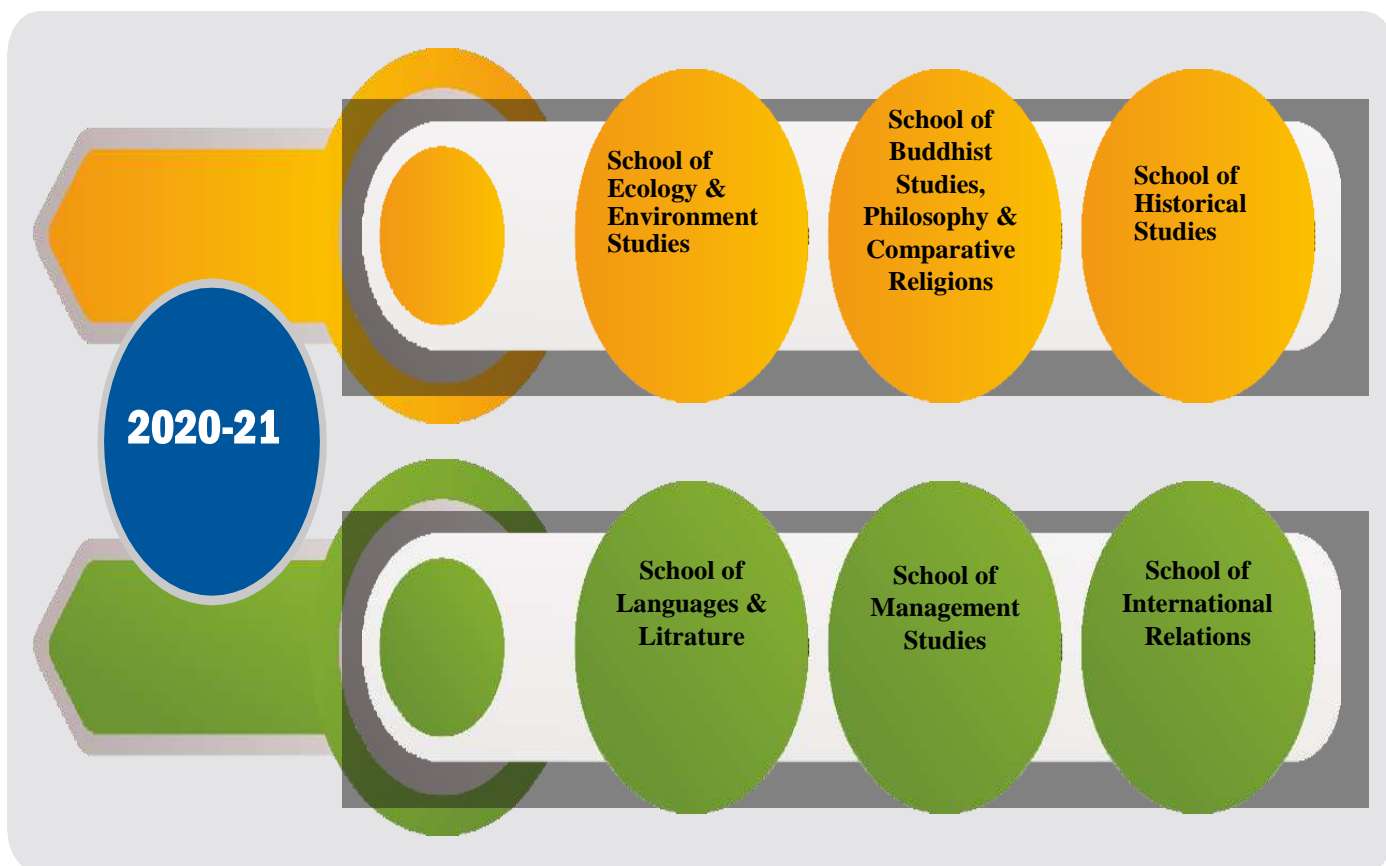 School of
Ecology &
Environment
Studies
School of
Buddhist
Studies,
Philosophy &
Comparative
Religions
School of
Historical
Studies
2020-21
School of
Languages &
Litrature
School of
Management
Studies
School of
International
Relations